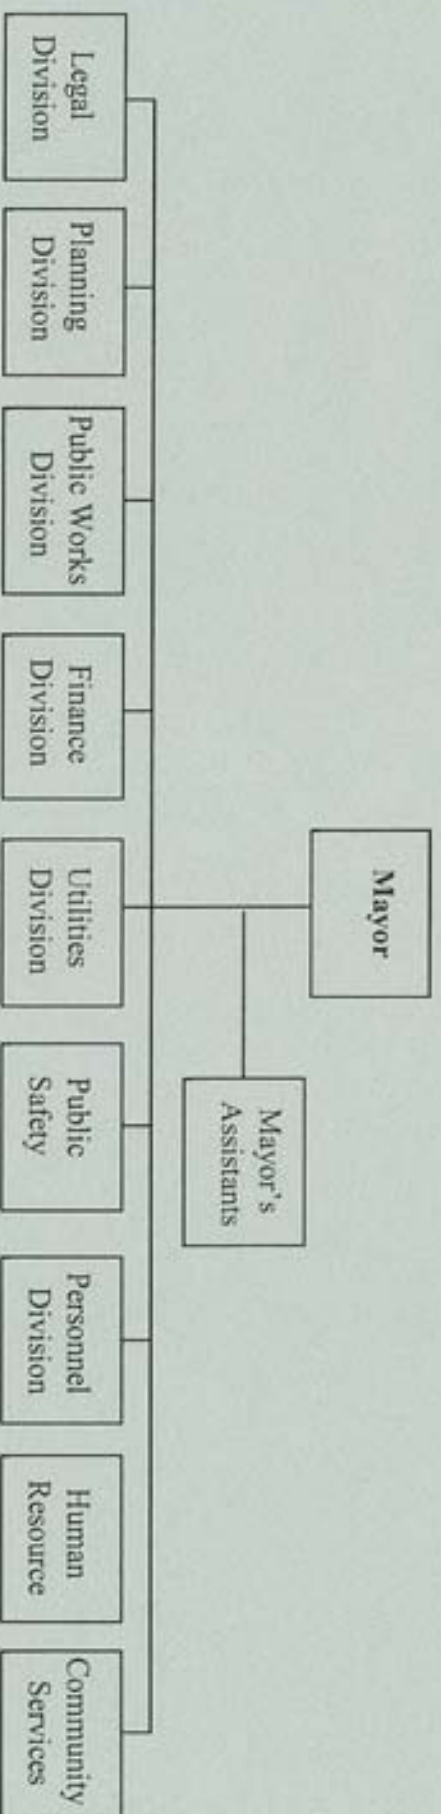 Mayor
Mayor's
Assistants
Legal
Division
Planning
Division
Public Works
Division
Finance
Division
Utilities
Division
Public
Safety
Personnel
Division
Human
Resource
Community
Services